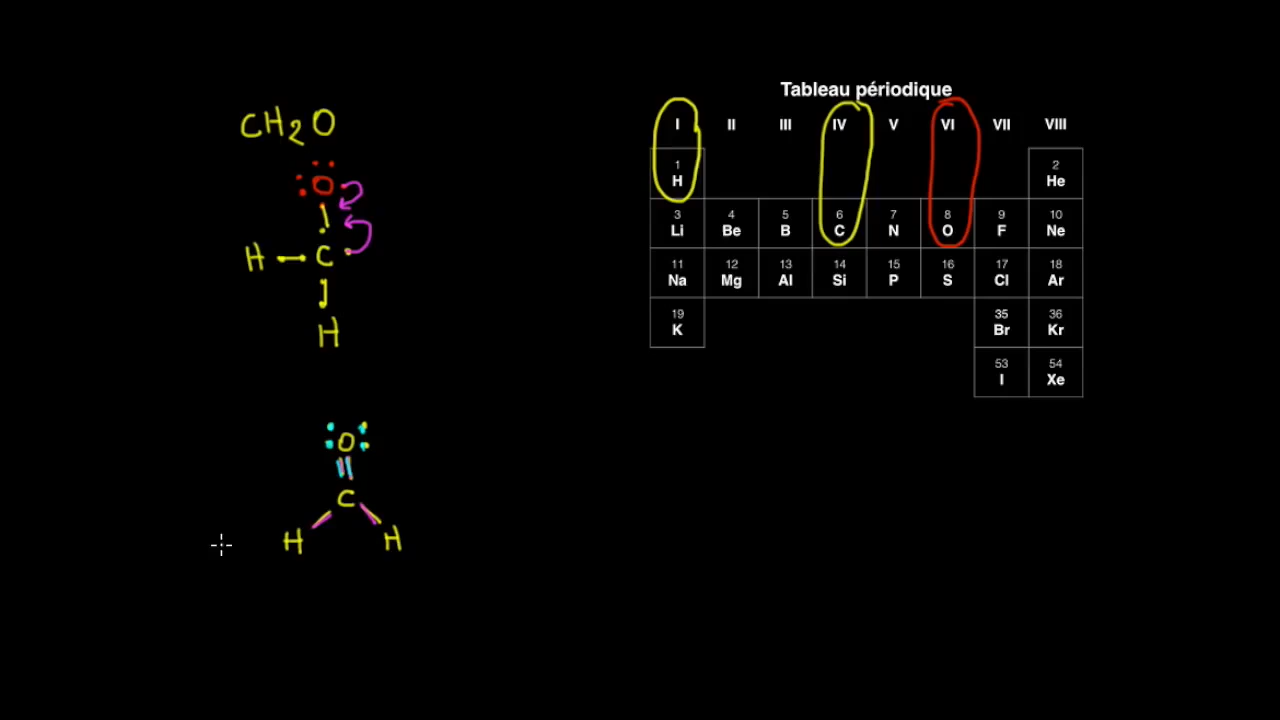 CH2O
O
H C
H
O
C
H H
Tableau périodique
I II III IV V VI VII VIII
1 2
H He
3 4 5 6 7 8 9 10
Li Be B C N O F Ne
11 12 13 14 15 16 17 18
Na Mg Al Si P S Cl Ar
19 35 36
K Br Kr
53 54
I Xe